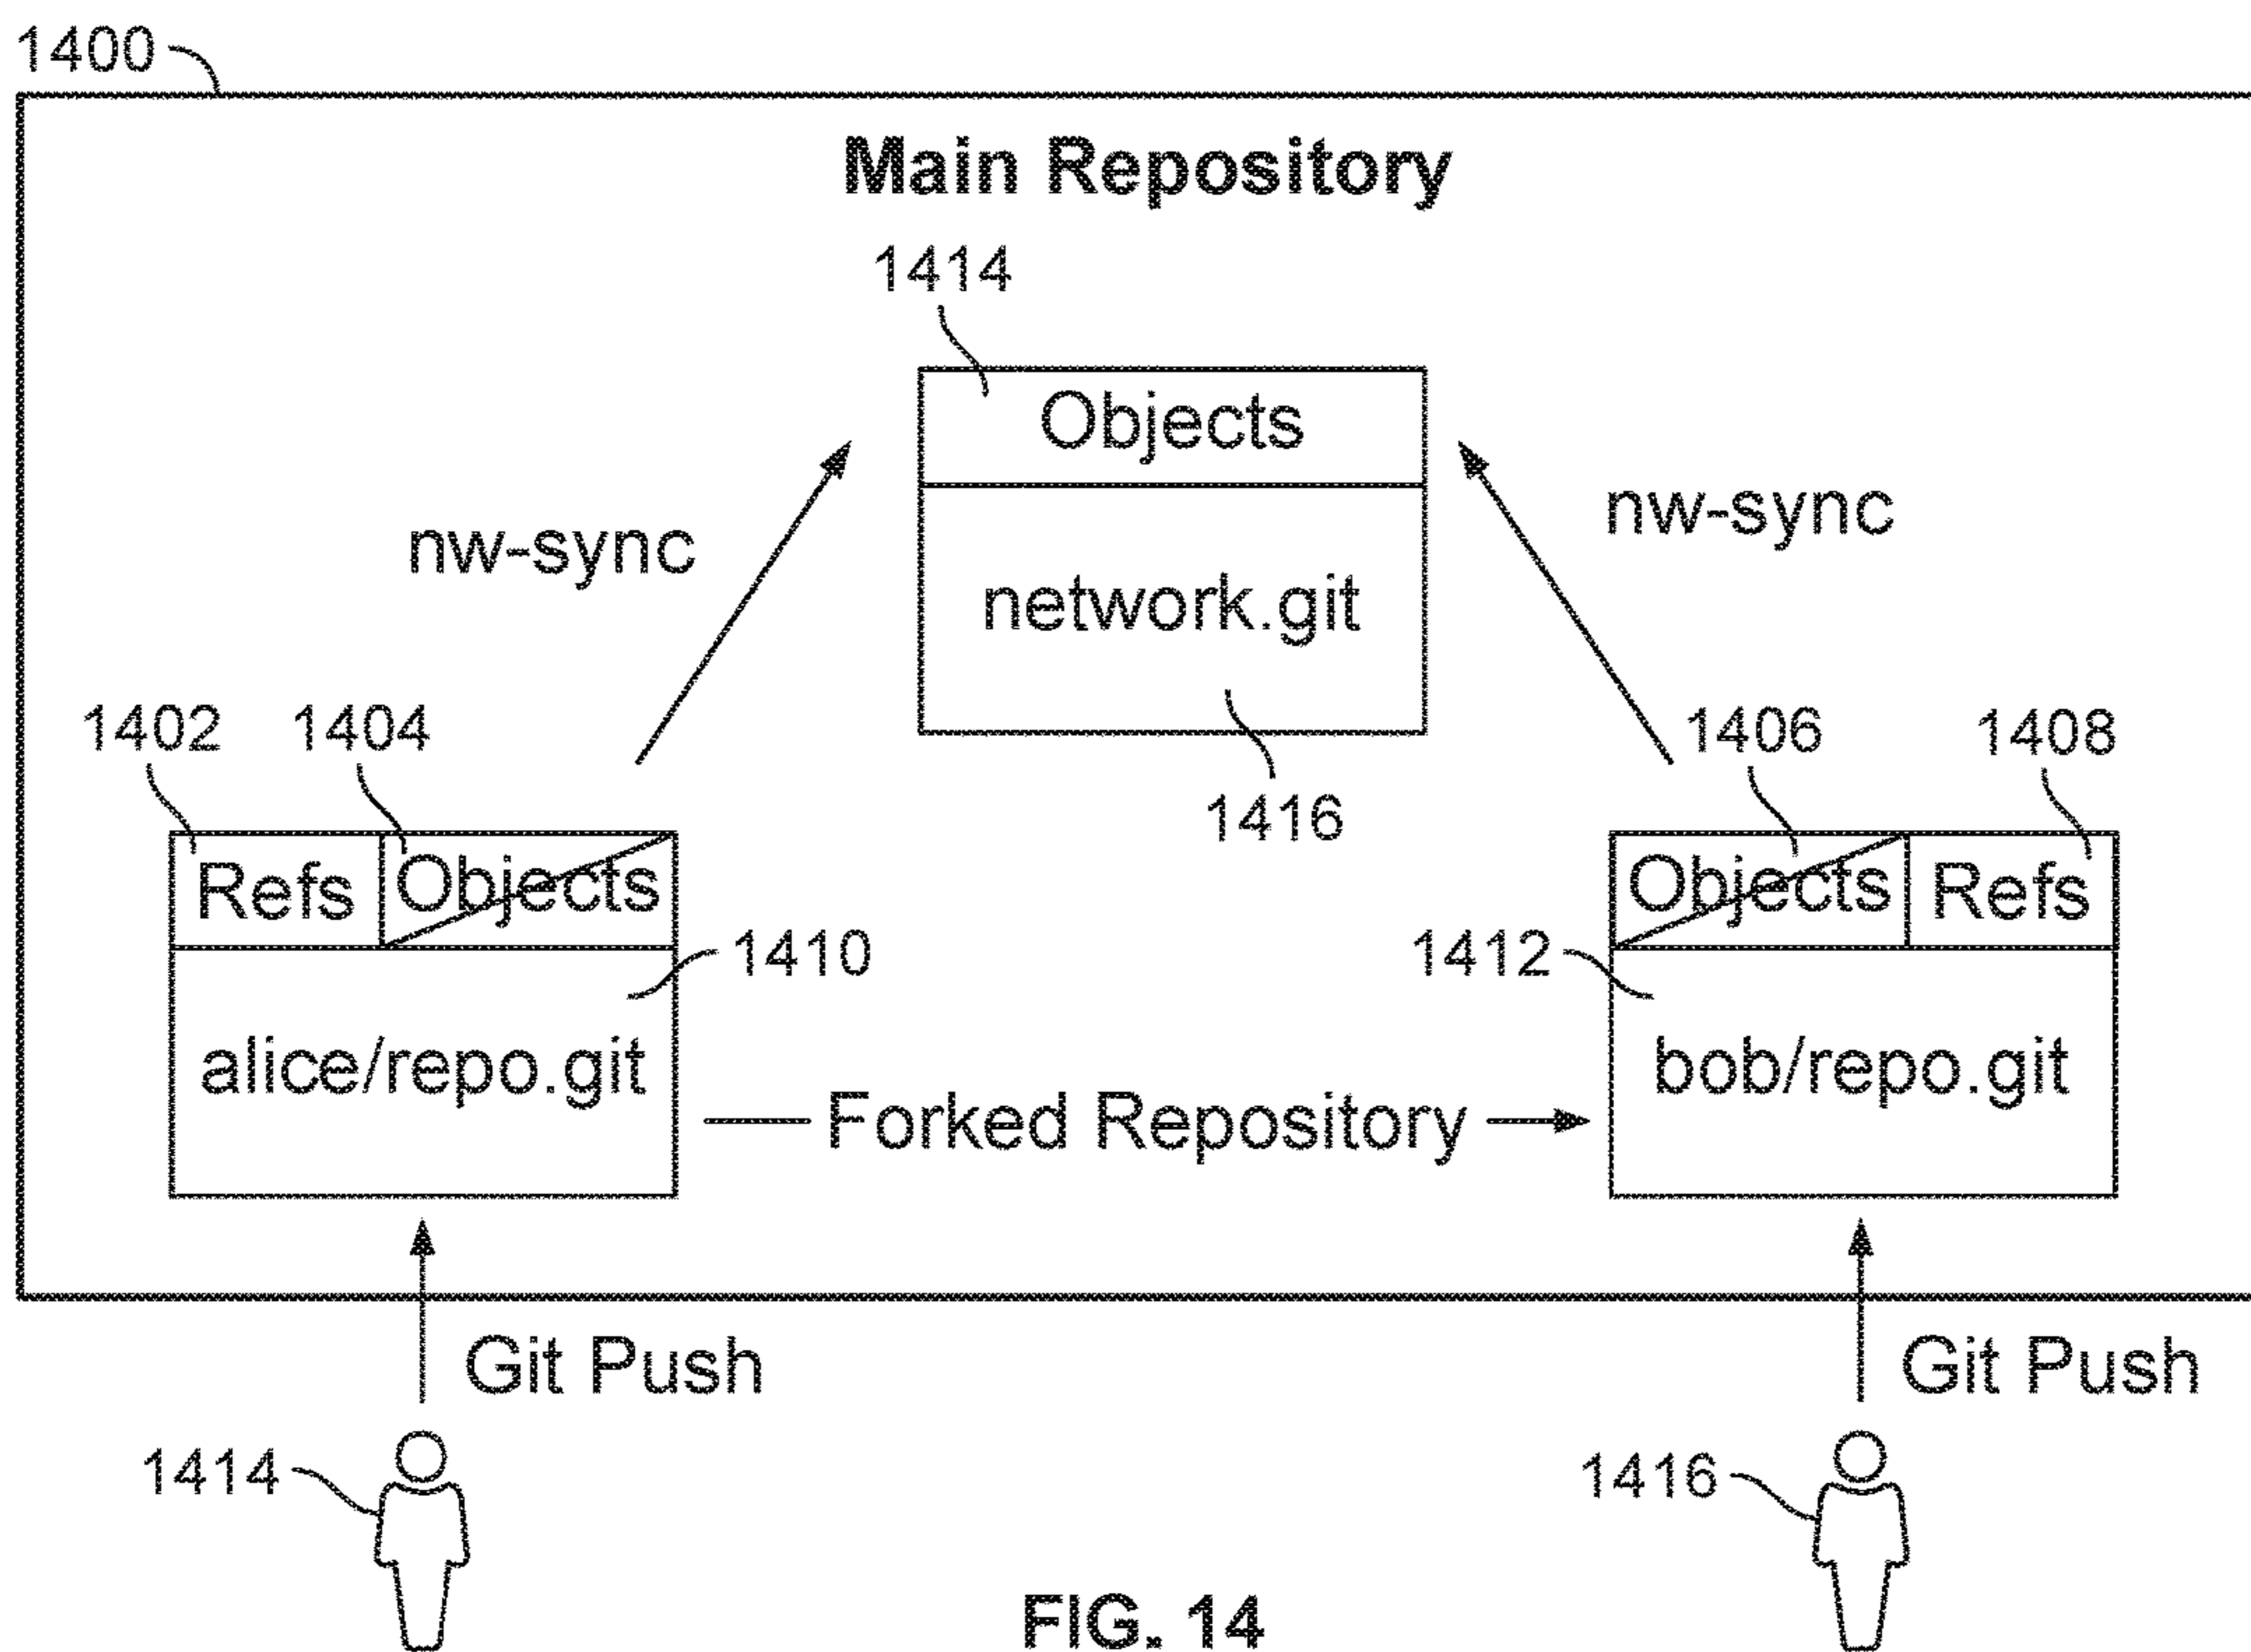 1400
Main Repository
1414
Objects
nw-sync
nw-sync
network.git
1402 1404
1406 1408
1416
Refs Objects
Objects Refs
1410
1412
alice/repo.git
bob/repo.git
Forked Repository
Git Push
Git Push
1414
1416
FIG. 14